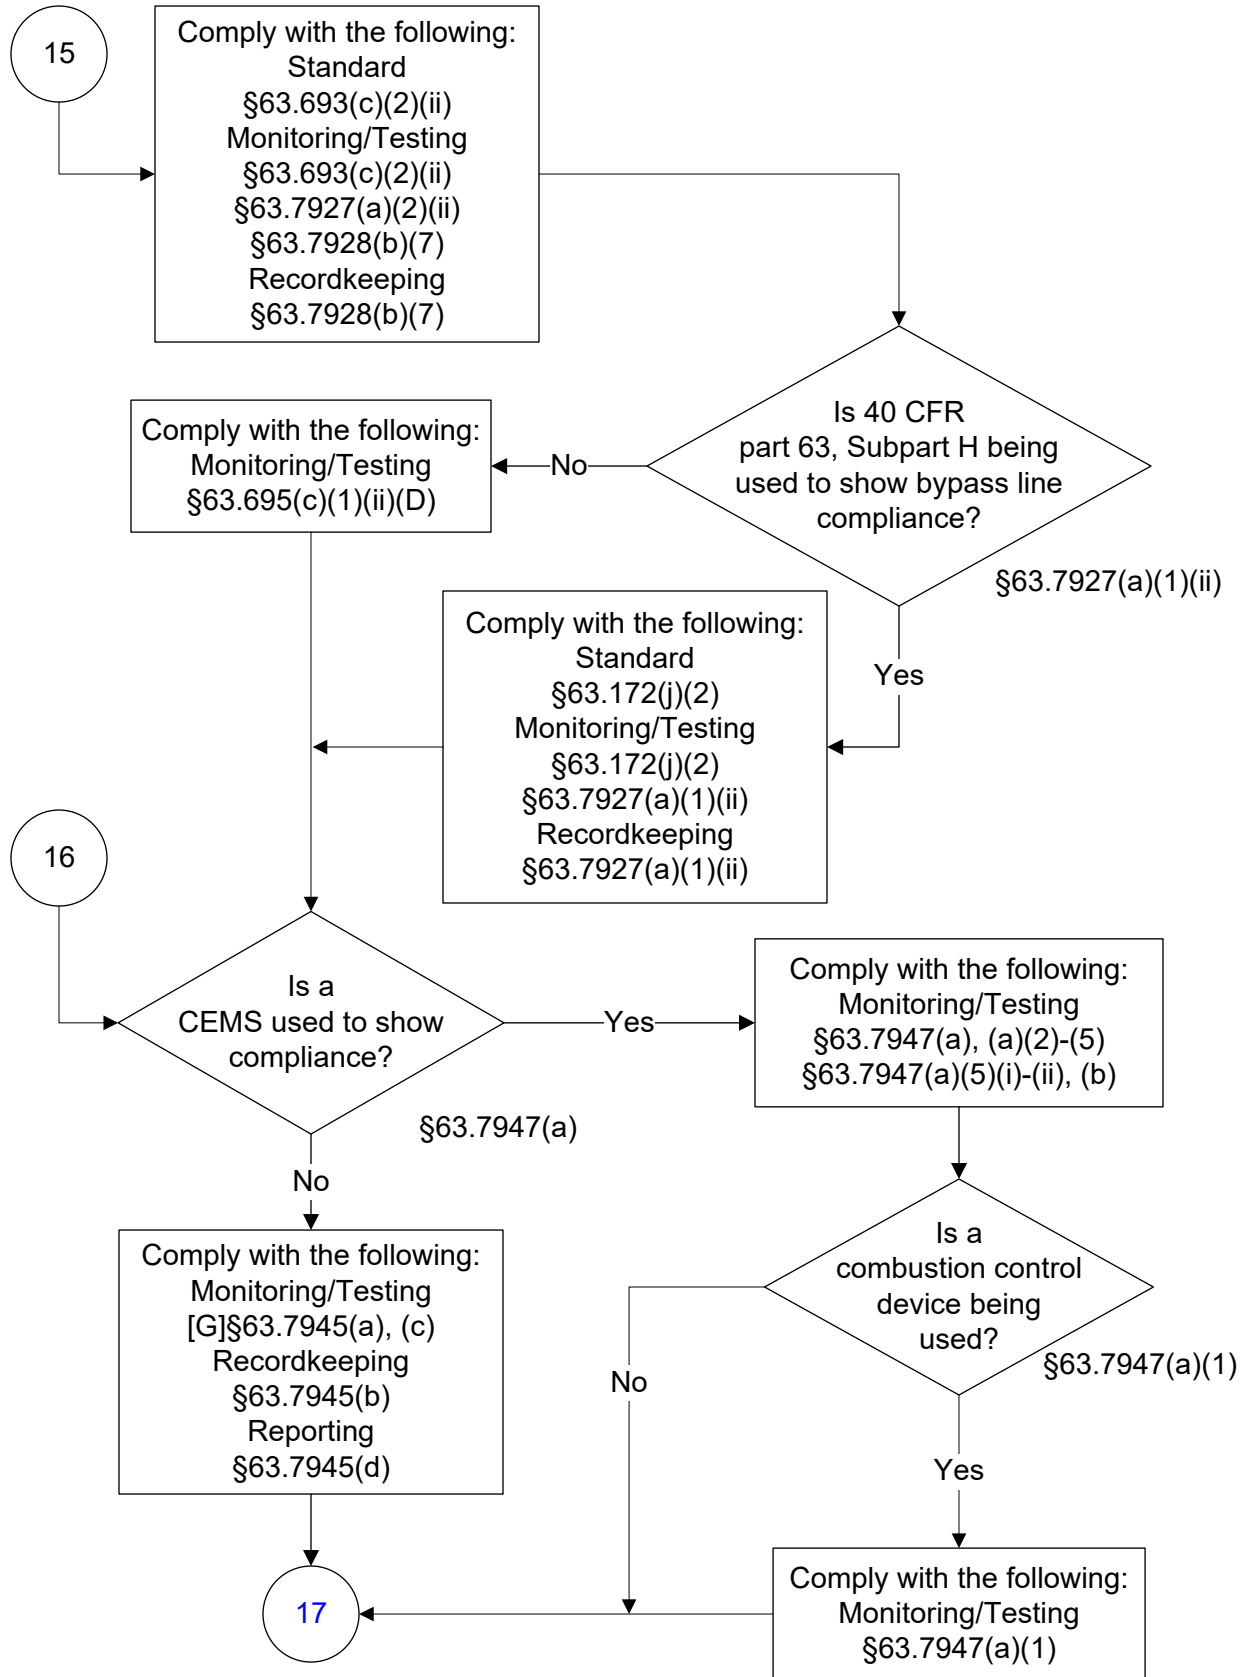 15
Comply with the following:
Standard
§63.693(c)(2)(ii)
Monitoring/Testing
§63.693(c)(2)(ii)
§63.7927(a)(2)(ii)
§63.7928(b)(7)
Recordkeeping
§63.7928(b)(7)
Is 40 CFR
part 63, Subpart H being
used to show bypass line
compliance?
§63.7927(a)(1)(ii)
No
Comply with the following:
Monitoring/Testing
§63.695(c)(1)(ii)(D)
Yes
Comply with the following:
Standard
§63.172(j)(2)
Monitoring/Testing
§63.172(j)(2)
§63.7927(a)(1)(ii)
Recordkeeping
§63.7927(a)(1)(ii)
16
Is a
CEMS used to show
compliance?
§63.7947(a)
Yes
Comply with the following:
Monitoring/Testing
§63.7947(a), (a)(2)-(5)
§63.7947(a)(5)(i)-(ii), (b)
No
Comply with the following:
Monitoring/Testing
[G]§63.7945(a), (c)
Recordkeeping
§63.7945(b)
Reporting
§63.7945(d)
Is a
combustion control
device being
used?
§63.7947(a)(1)
No
Yes
Comply with the following:
Monitoring/Testing
§63.7947(a)(1)
17